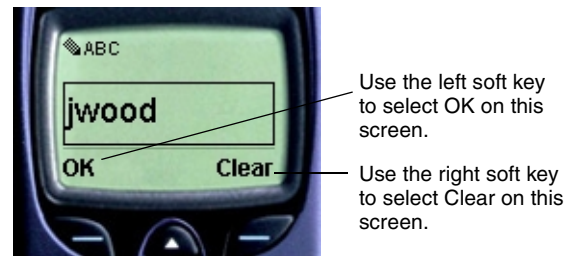 ABC
jwood
OK Clear
Use the left soft key
to select OK on this
screen.
Use the right soft key
to select Clear on this
screen.